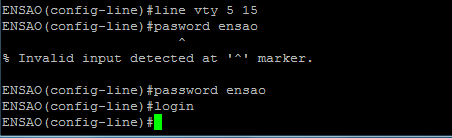 ENSAO(config-line)#line vty 5 15
ENSAO(config-line)#pasword ensao
^
% Invalid input detected at '^' marker.
ENSAO(config-line)#password ensao
ENSAO(config-line)#login
ENSAO(config-line)#